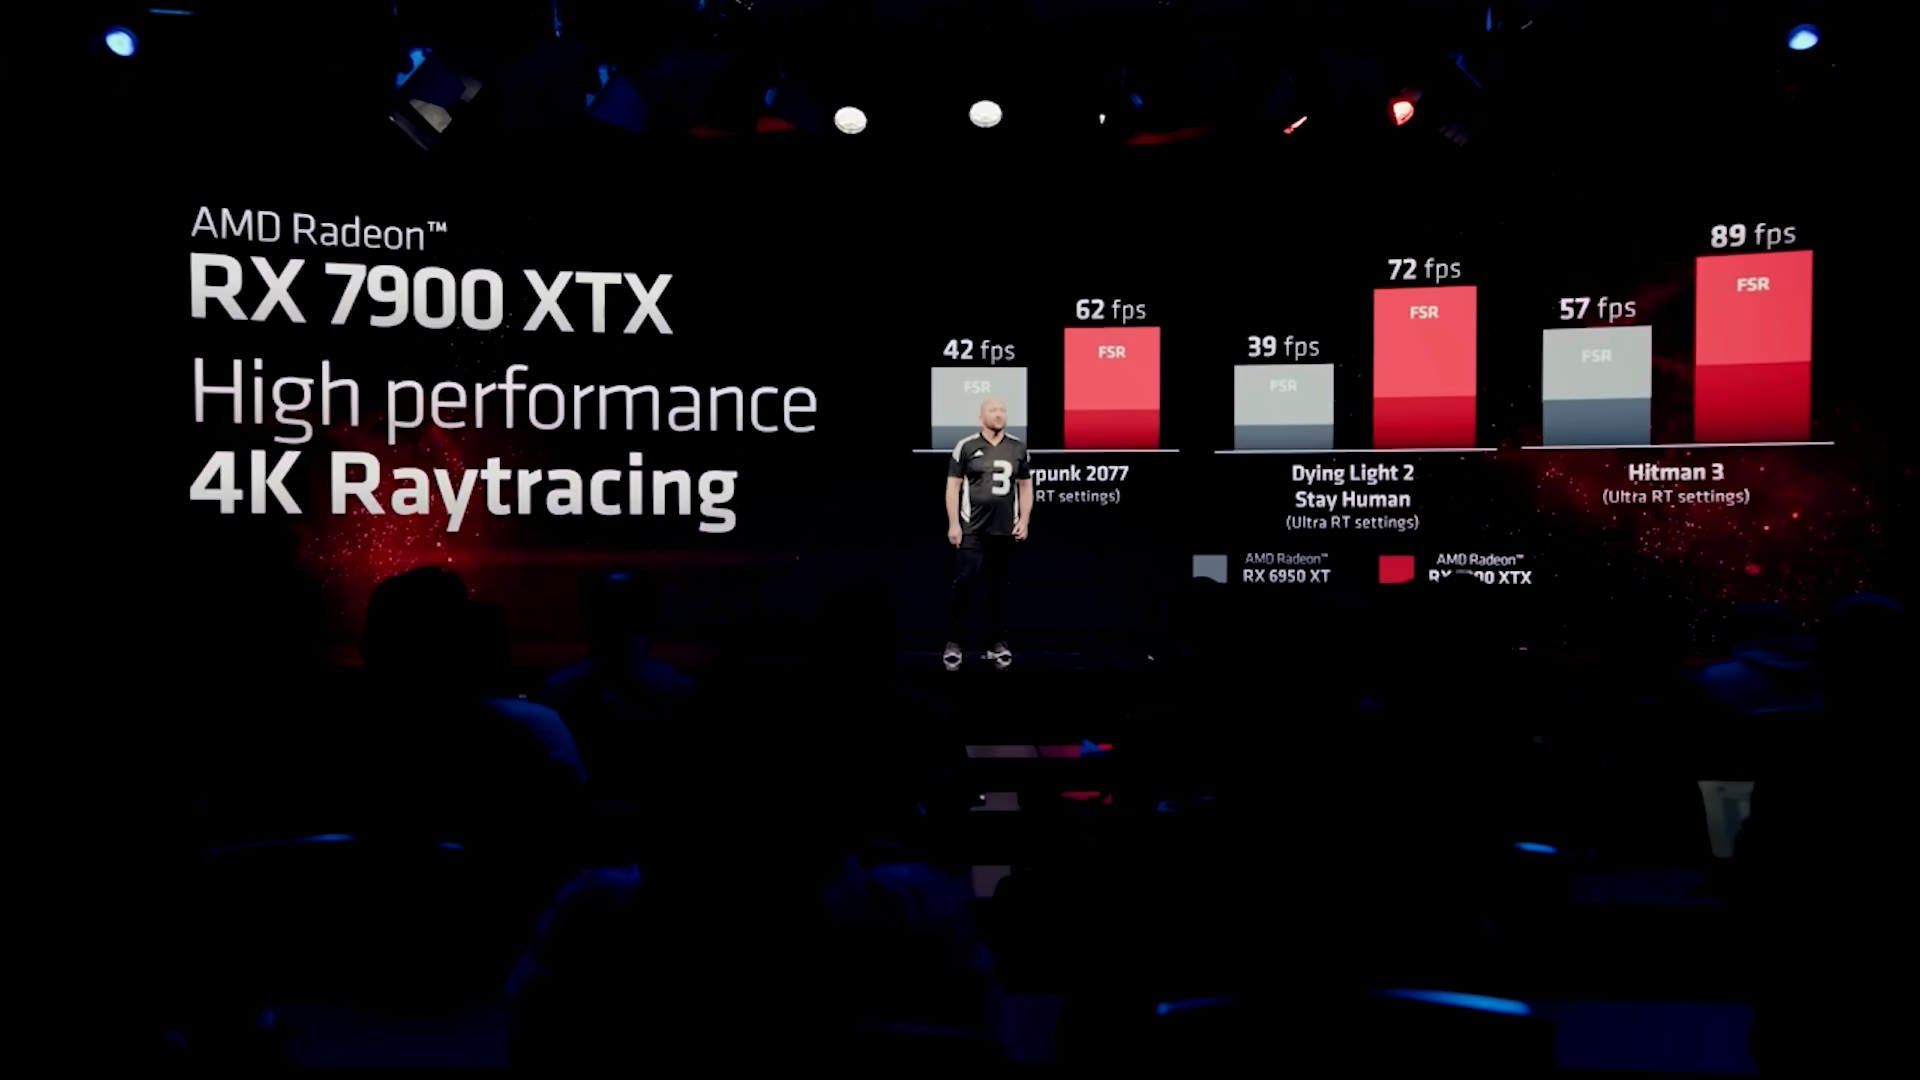 AMD Radeon™
RX 7900 XTX
High performance
4K Raytracing
42 fps
FSR
62 fps
FSR
rpunk 2077
RT settings)
39 fps
FSR
72 fps
FSR
Dying Light 2
Stay Human
(Ultra RT settings)
57 fps
FSR
89 fps
FSR
Hitman 3
(Ultra RT settings)
AMD Radeon™
RX 6950 XT
AMD Radeon™
XTX
3